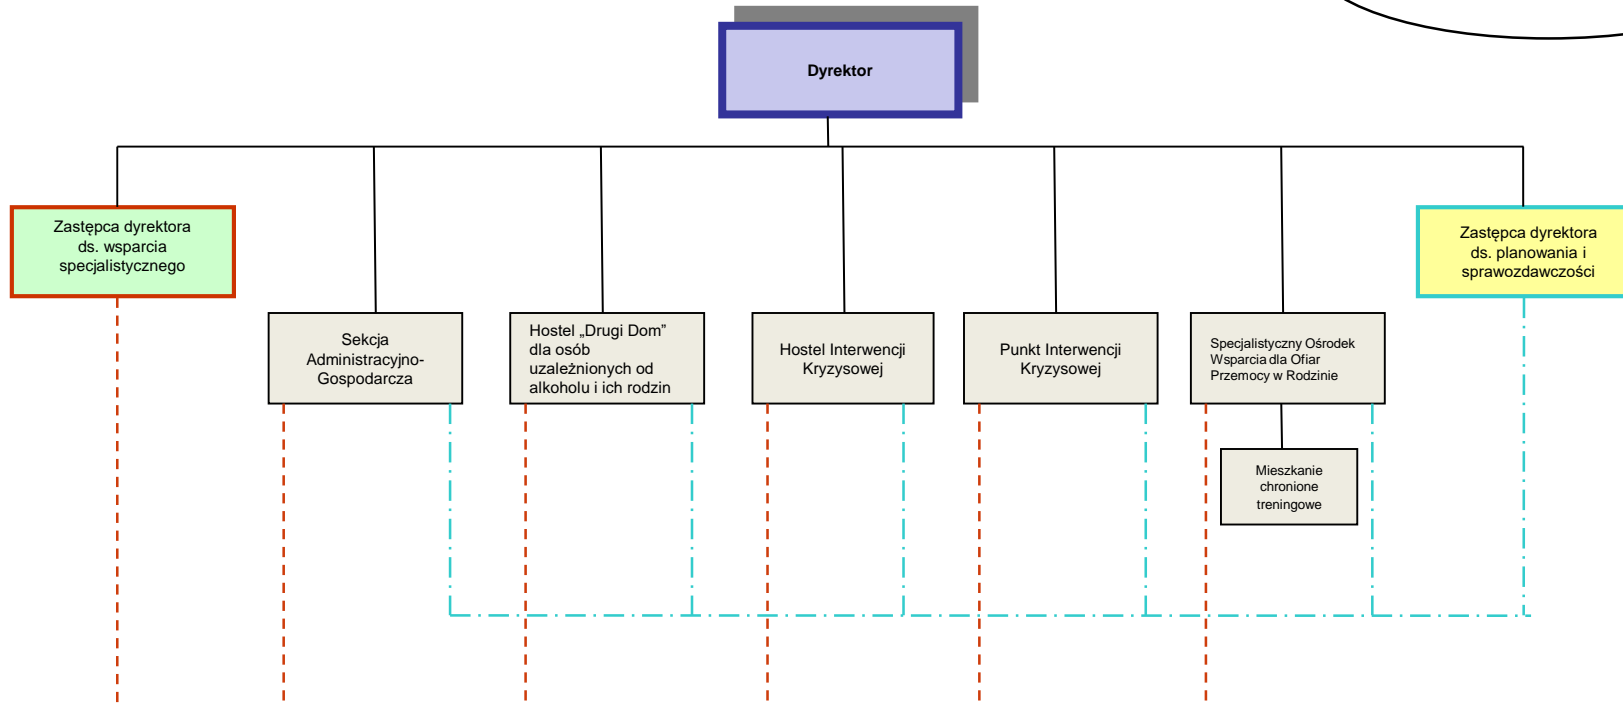 Dyrektor
Zastępca dyrektora
ds. wsparcia
specjalistycznego
Zastępca dyrektora
ds. planowania i
sprawozdawczości
Sekcja
Administracyjno-
Gospodarcza
Hostel „Drugi Dom”
dla osób
uzależnionych od
alkoholu i ich rodzin
Hostel Interwencji
Kryzysowej
Punkt Interwencji
Kryzysowej
Specjalistyczny Ośrodek
Wsparcia dla Ofiar
Przemocy w Rodzinie
Mieszkanie
chronione
treningowe